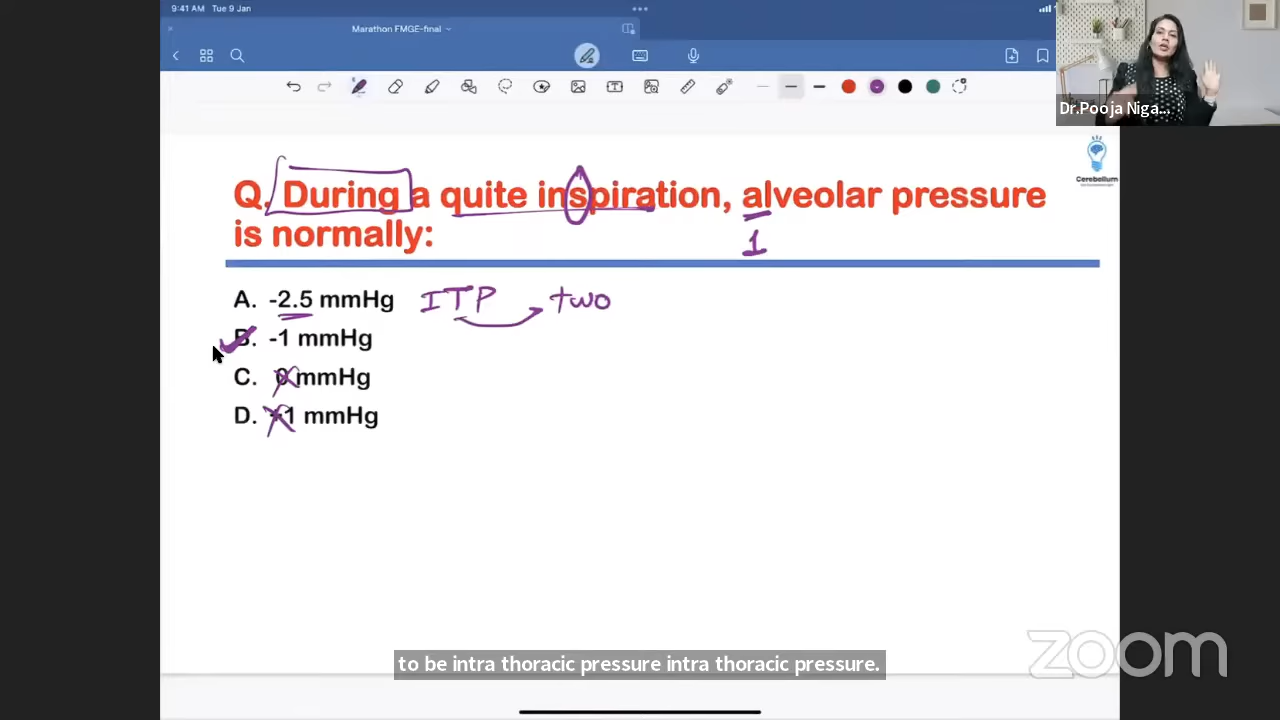 9:41 AM Tue 9 Jan
Marathon FMGE-final
Dr.Pooja Niga...
Cerebellum
Q. During a quite inspiration, alveolar pressure
is normally:
1
A. -2.5 mmHg ITP two
B. -1 mmHg
C. 0 mmHg
D. +1 mmHg
to be intra thoracic pressure intra thoracic pressure.
zoom